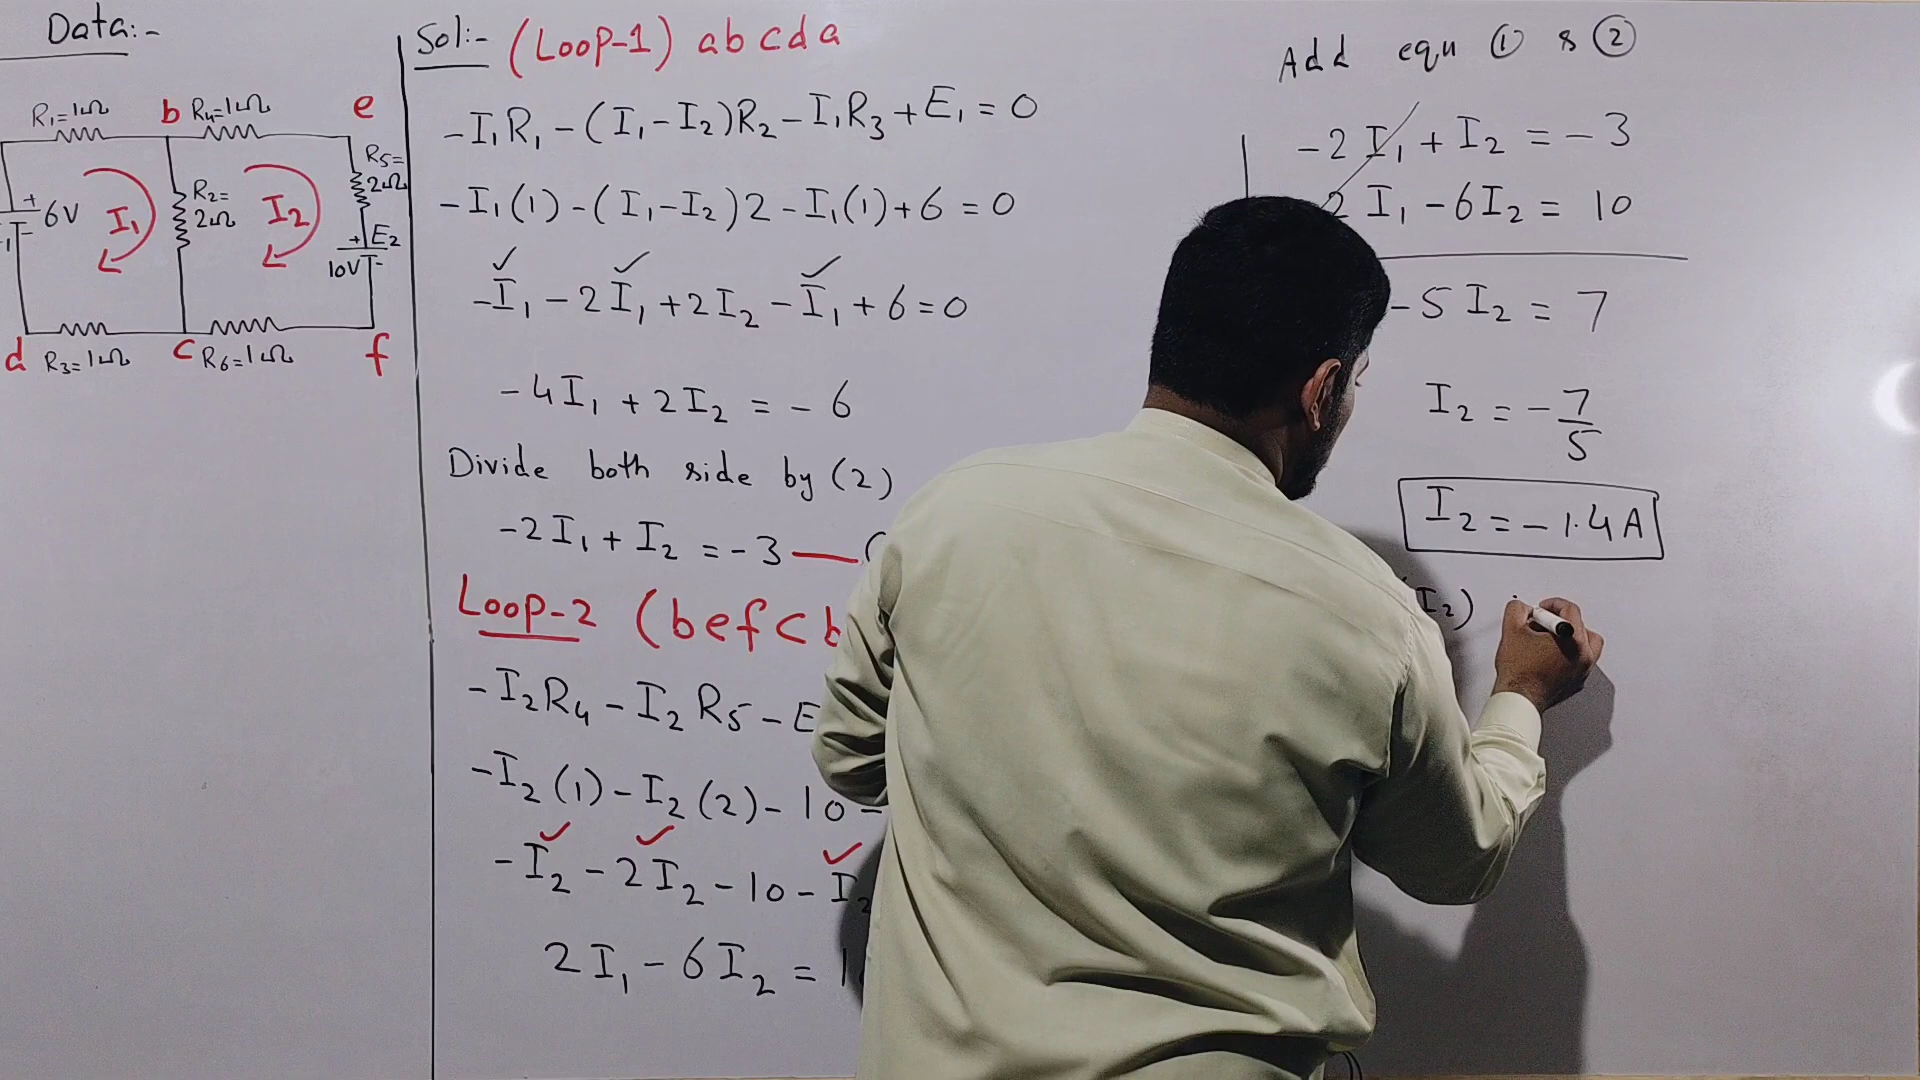 Data:-
R₁=1Ω b R₄=1Ω e
R₅=
2Ω
R₂=
2Ω
+ 6V I₁ I₂
+ E₂
10V -
d R₃=1Ω c R₆=1Ω f
Sol:- (Loop-1) abcda
-I₁R₁-(I₁-I₂)R₂-I₁R₃+E₁=0
-I₁(1)-(I₁-I₂)2-I₁(1)+6=0
-I₁-2I₁+2I₂-I₁+6=0
-4I₁+2I₂=-6
Divide both side by (2)
-2I₁+I₂=-3
Loop-2 (befcb
-I₂R₄-I₂R₅-E
-I₂(1)-I₂(2)-10-
-I₂-2I₂-10-I₂
2I₁-6I₂=1
Add equ ① & ②
-2I₁+I₂=-3
2I₁-6I₂=10
-5I₂=7
I₂=-7/5
I₂=-1.4A
(I₂)